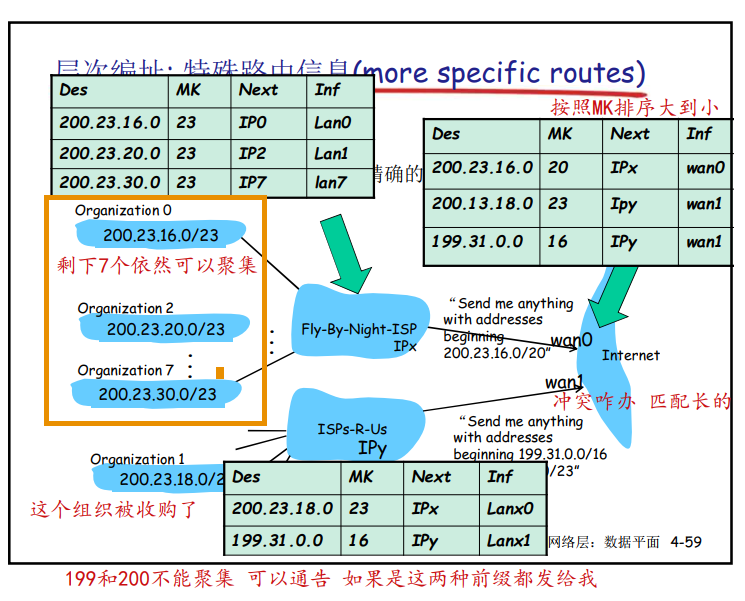 层次编址: 特殊路由信息(more specific routes)
Des MK Next Inf
200.23.16.0 23 IP0 Lan0
200.23.20.0 23 IP2 Lan1
200.23.30.0 23 IP7 lan7
按照MK排序大到小
Des MK Next Inf
200.23.16.0 20 IPx wan0
200.13.18.0 23 Ipy wan1
199.31.0.0 16 IPy wan1
精确的
Organization 0
200.23.16.0/23
剩下7个依然可以聚集
Organization 2
200.23.20.0/23
Organization 7
200.23.30.0/23
Fly-By-Night-ISP
IPx
“Send me anything
with addresses
beginning
200.23.16.0/20”
wan0
Internet
wan1
冲突咋办 匹配长的
ISPs-R-Us
IPy
“Send me anything
with addresses
beginning 199.31.0.0/16
/23”
Organization 1
200.23.18.0/2
这个组织被收购了
Des MK Next Inf
200.23.18.0 23 IPx Lanx0
199.31.0.0 16 IPy Lanx1
网络层: 数据平面 4-59
199和200不能聚集 可以通告 如果是这两种前缀都发给我